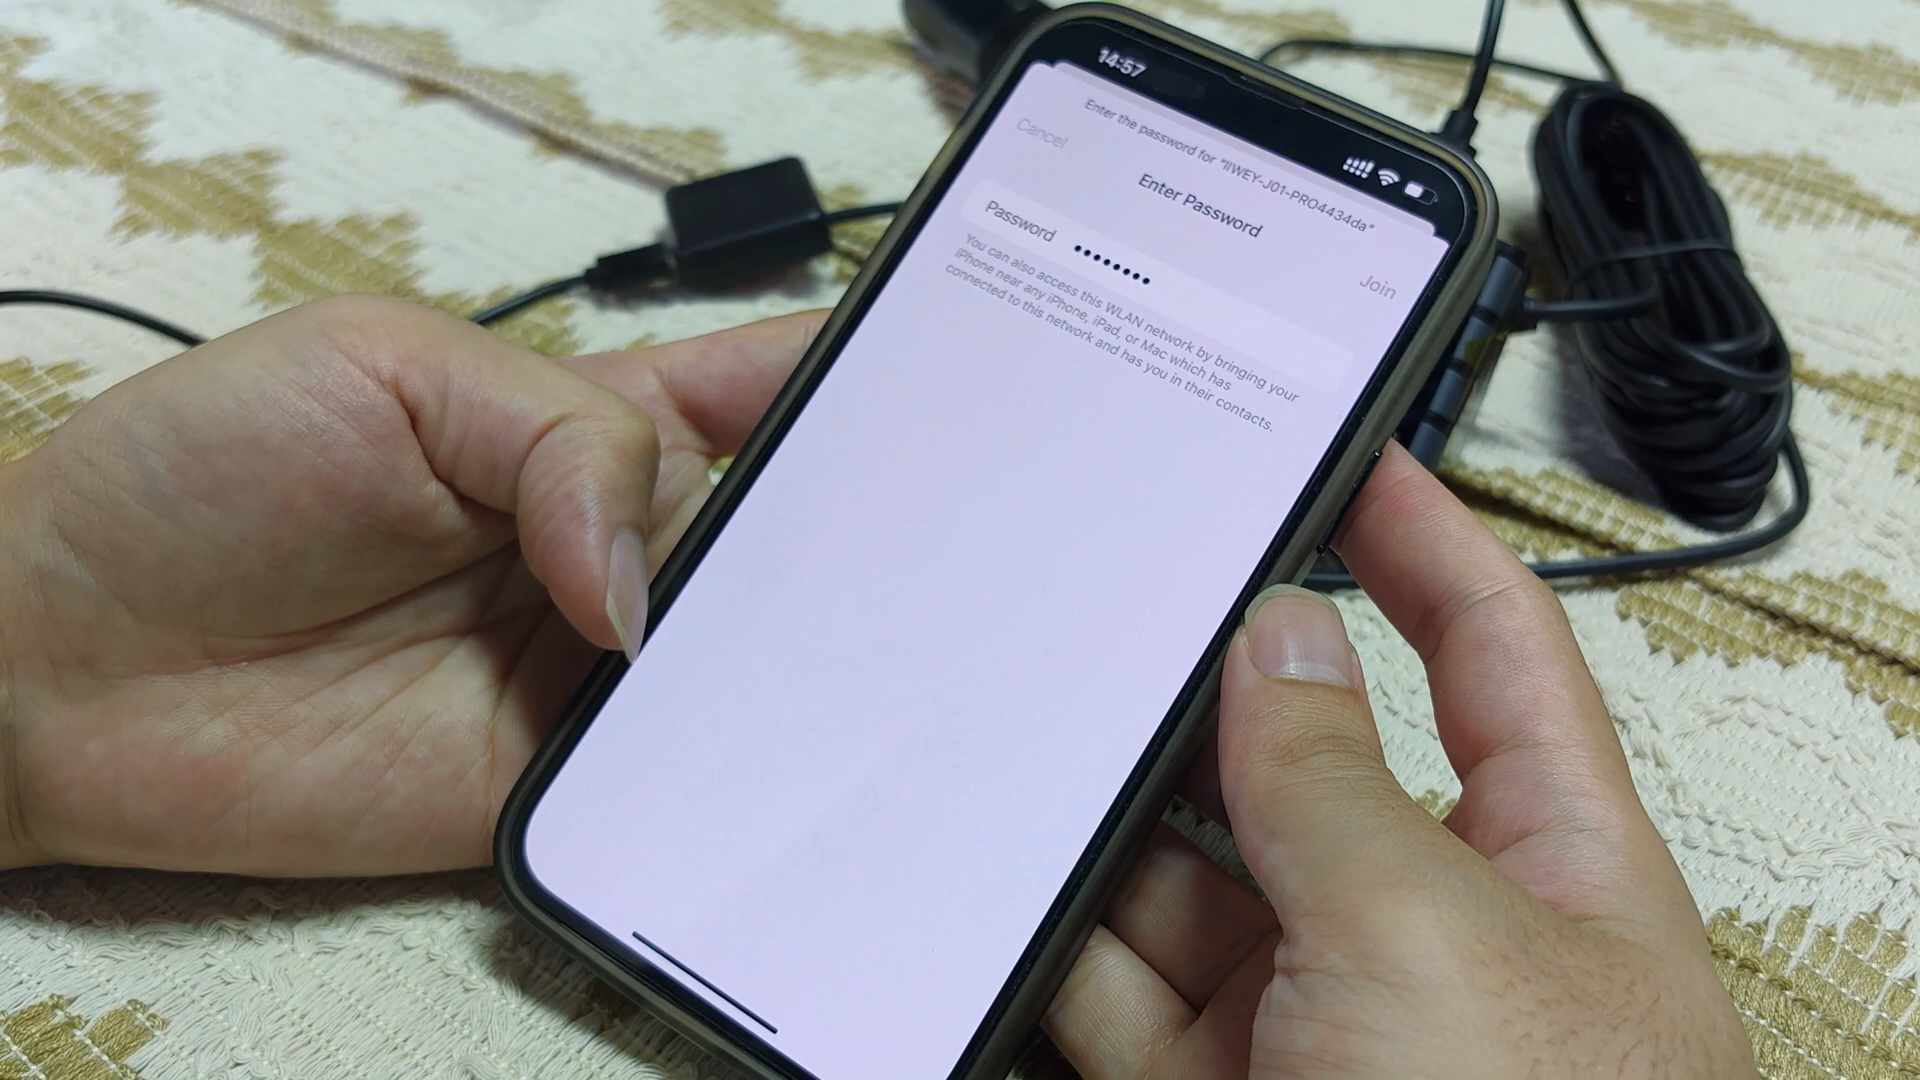 14:57
Enter the password for "IIWEY-J01-PRO4434da"
Cancel
Enter Password
Join
Password ••••••••
You can also access this WLAN network by bringing your
iPhone near any iPhone, iPad, or Mac which has
connected to this network and has you in their contacts.